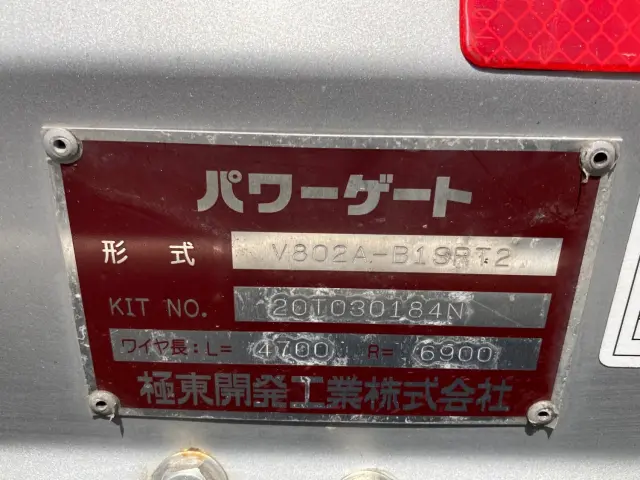 パワーゲート
形式 V802A-B19RT2
KIT NO. 20T030184N
ワイヤ長:L= 4700 R= 6900
極東開発工業株式会社